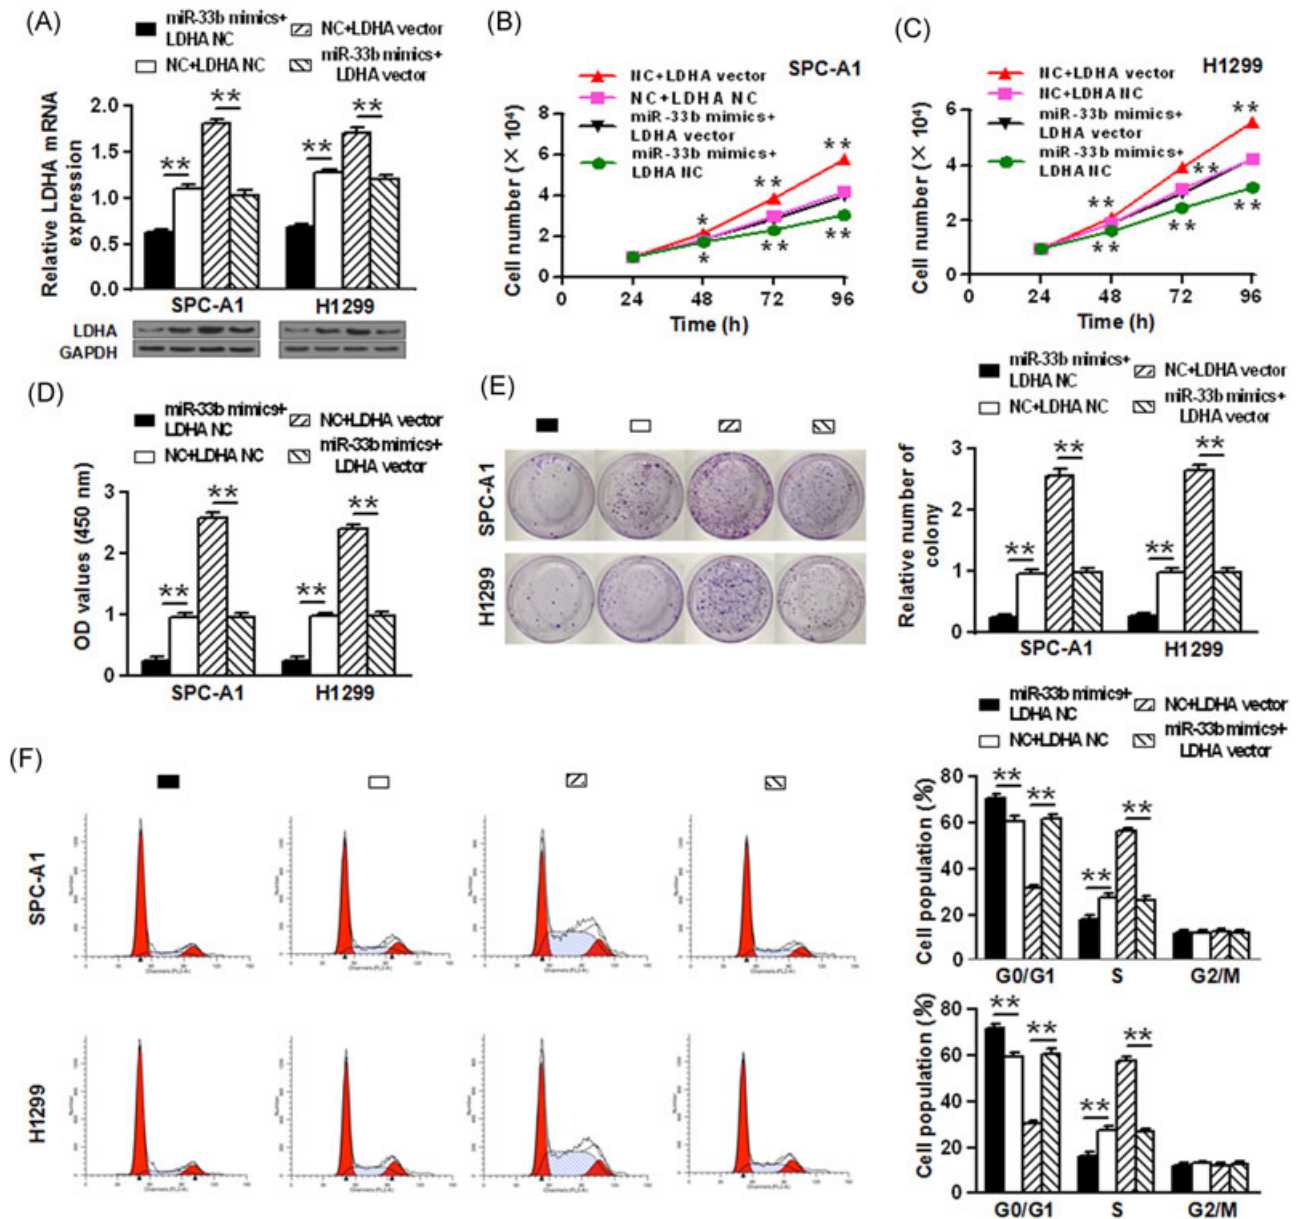 (A)
miR-33b mimics+
LDHA NC
NC+LDHA vector
NC+LDHA NC
miR-33b mimics+
LDHA vector
Relative LDHA mRNA
expression
2.0
1.5
1.0
0.5
0.0
** ** ** **
SPC-A1 H1299
LDHA
GAPDH
(B)
SPC-A1
NC+LDHA vector
NC+LDHA NC
miR-33b mimics+
LDHA vector
miR-33b mimics+
LDHA NC
Cell number (× 10⁴)
8
6
4
2
0
* ** **
* ** **
0 24 48 72 96
Time (h)
(C)
H1299
NC+LDHA vector
NC+LDHA NC
miR-33b mimics+
LDHA vector
miR-33b mimics+
LDHA NC
Cell number (× 10⁴)
6
4
2
0
** ** **
** ** **
0 24 48 72 96
Time (h)
(D)
miR-33b mimics+
LDHA NC
NC+LDHA vector
NC+LDHA NC
miR-33b mimics+
LDHA vector
OD values (450 nm)
3
2
1
0
** ** ** **
SPC-A1 H1299
(E)
SPC-A1
H1299
miR-33b mimics+
LDHA NC
NC+LDHA vector
NC+LDHA NC
miR-33b mimics+
LDHA vector
Relative number of
colony
3
2
1
0
** ** ** **
SPC-A1 H1299
(F)
SPC-A1
H1299
miR-33b mimics+
LDHA NC
NC+LDHA vector
NC+LDHA NC
miR-33b mimics+
LDHA vector
Cell population (%)
80
60
40
20
0
** ** ** **
G0/G1 S G2/M
Cell population (%)
80
60
40
20
0
** ** ** **
G0/G1 S G2/M